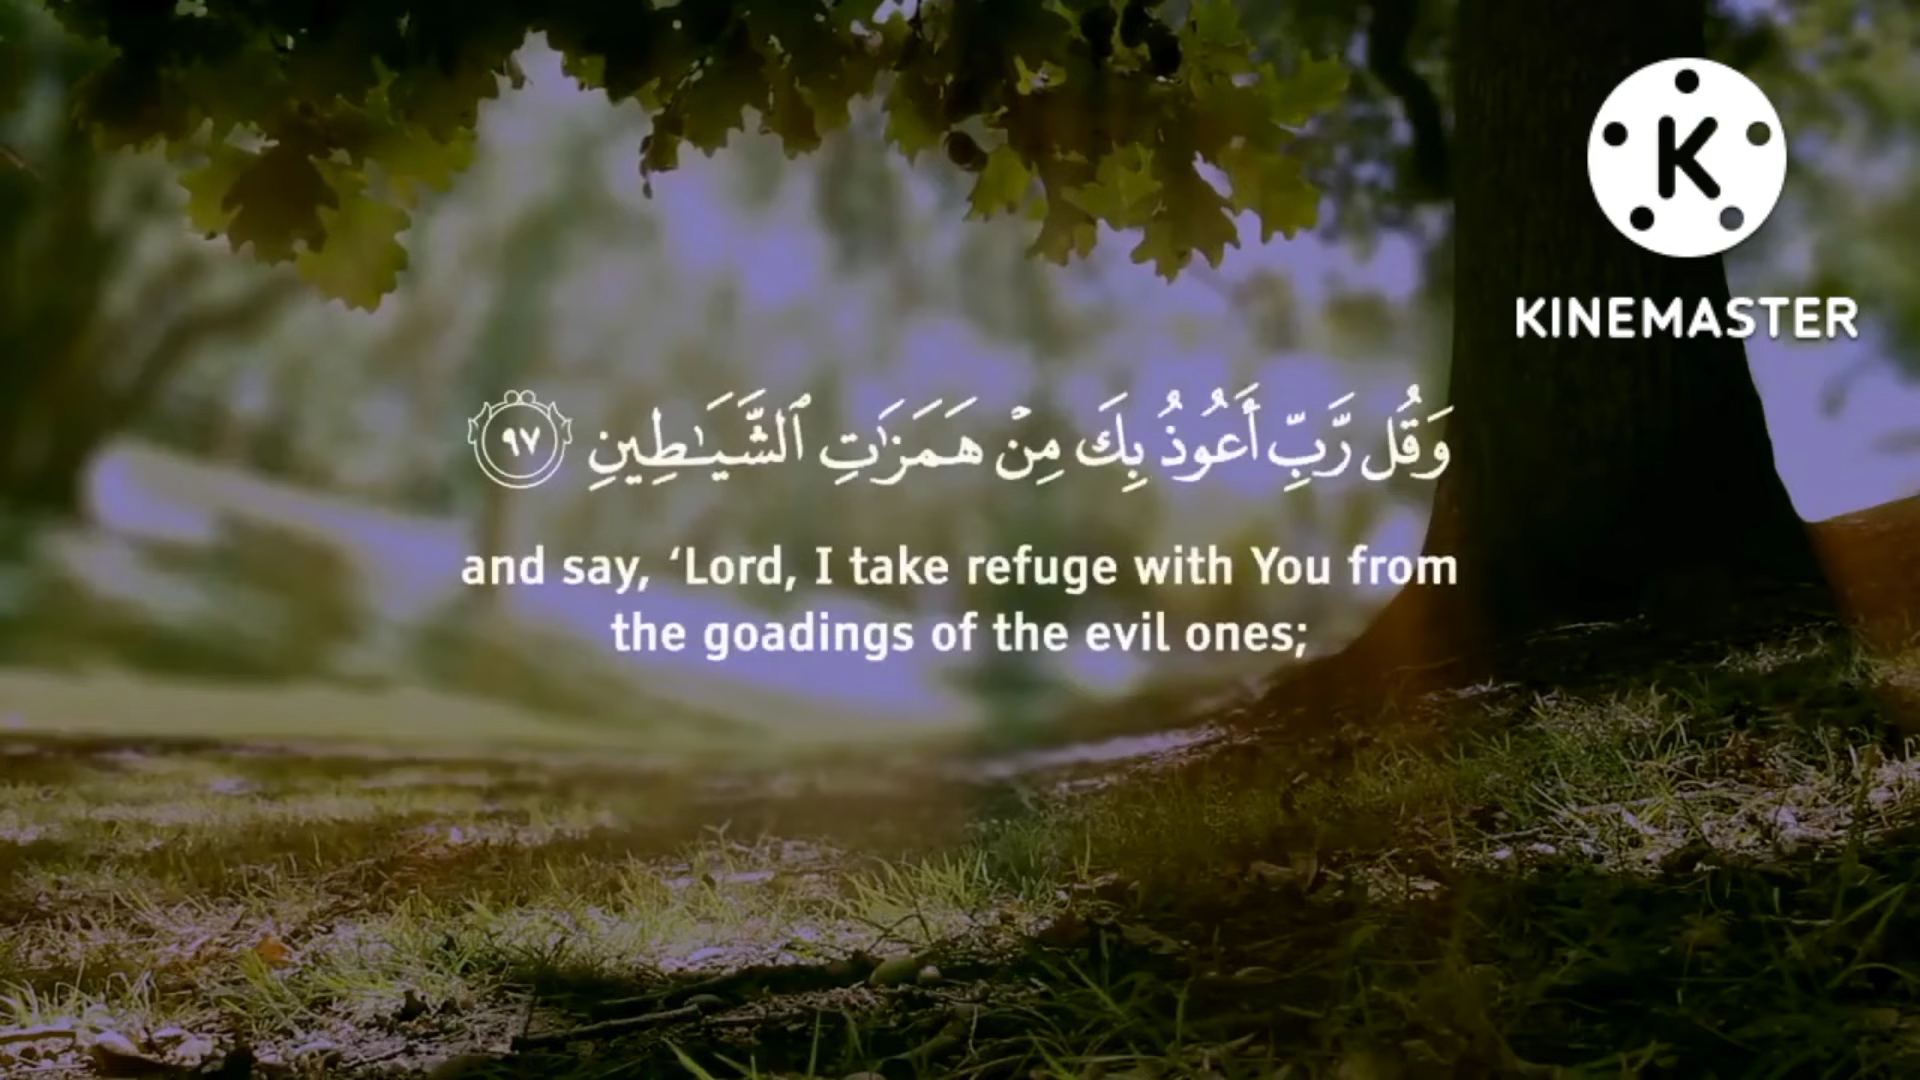 KINEMASTER
وَقُل رَّبِّ أَعُوذُ بِكَ مِنْ هَمَزَٰتِ ٱلشَّيَـٰطِينِ ٩٧
and say, ‘Lord, I take refuge with You from
the goadings of the evil ones;